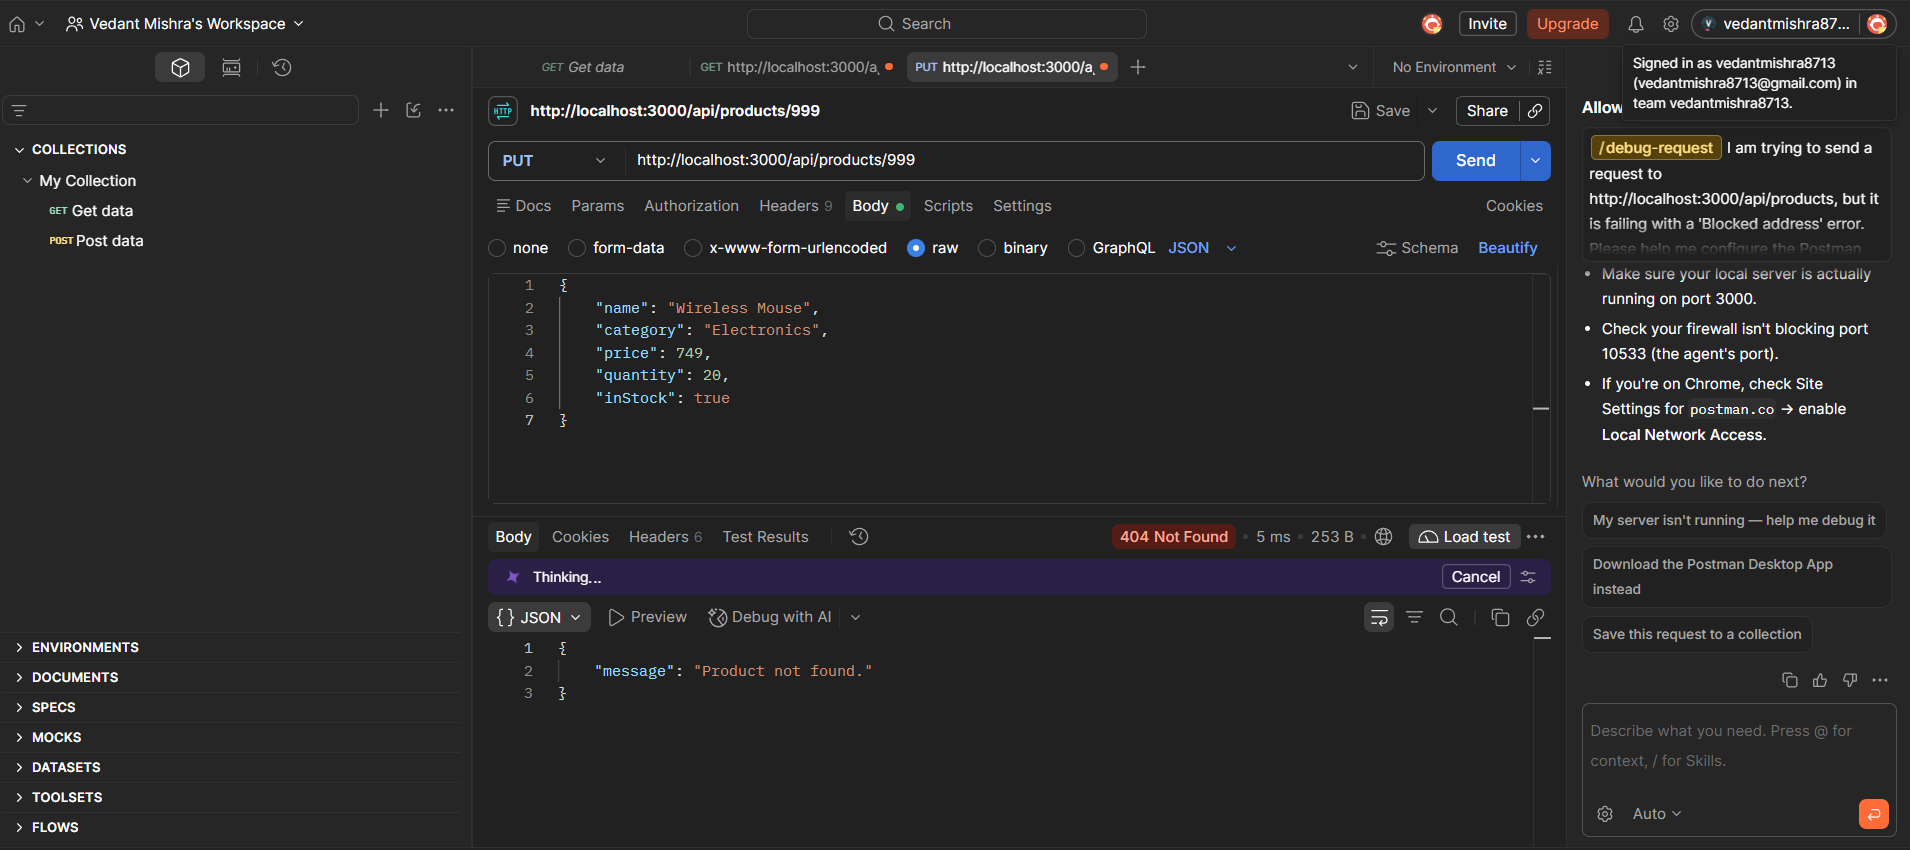 Vedant Mishra's Workspace
Search
Invite
Upgrade
vedantmishra87...
Signed in as vedantmishra8713
(vedantmishra8713@gmail.com) in
team vedantmishra8713.
GET Get data
GET http://localhost:3000/a
PUT http://localhost:3000/a
No Environment
COLLECTIONS
My Collection
GET Get data
POST Post data
ENVIRONMENTS
DOCUMENTS
SPECS
MOCKS
DATASETS
TOOLSETS
FLOWS
HTTP http://localhost:3000/api/products/999
Save
Share
PUT http://localhost:3000/api/products/999
Send
Docs Params Authorization Headers 9 Body Scripts Settings Cookies
none form-data x-www-form-urlencoded raw binary GraphQL JSON Schema Beautify
1 {
2 "name": "Wireless Mouse",
3 "category": "Electronics",
4 "price": 749,
5 "quantity": 20,
6 "inStock": true
7 }
Body Cookies Headers 6 Test Results 404 Not Found • 5 ms • 253 B • Load test
Thinking...
Cancel
{} JSON Preview Debug with AI
1 {
2 "message": "Product not found."
3 }
Allow
/debug-request I am trying to send a
request to
http://localhost:3000/api/products, but it
is failing with a 'Blocked address' error.
Please help me configure the Postman
• Make sure your local server is actually
running on port 3000.
• Check your firewall isn't blocking port
10533 (the agent's port).
• If you're on Chrome, check Site
Settings for postman.co → enable
Local Network Access.
What would you like to do next?
My server isn't running — help me debug it
Download the Postman Desktop App
instead
Save this request to a collection
Describe what you need. Press @ for
context, / for Skills.
Auto